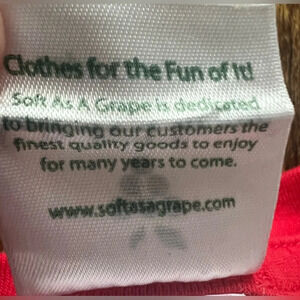 Clothes for the Fun of It!
Soft As A Grape is dedicated
to bringing our customers the
finest quality goods to enjoy
for many years to come.
www.softasagrape.com